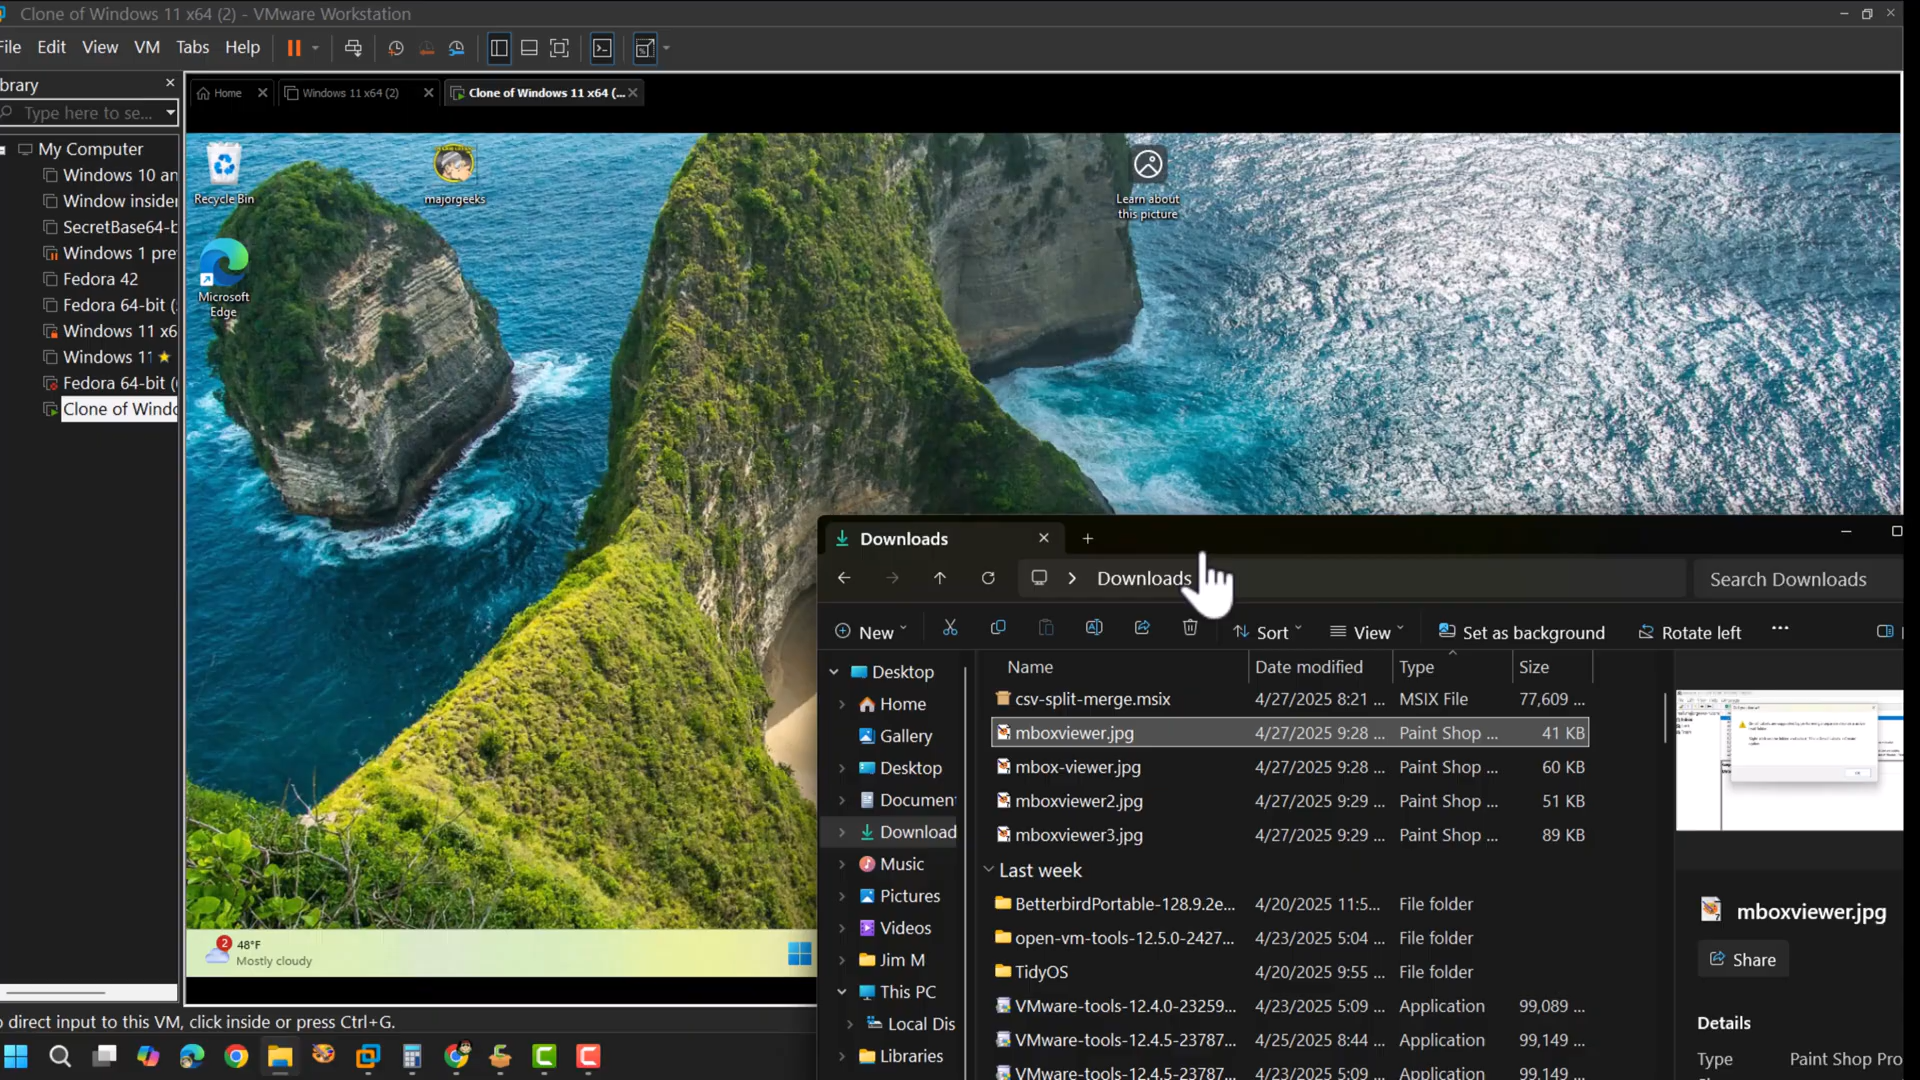 Clone of Windows 11 x64 (2) - VMware Workstation
File Edit View VM Tabs Help
Library
Home
Windows 11 x64 (2)
Clone of Windows 11 x64 (...
Type here to se...
My Computer
Windows 10 an
Window insider
SecretBase64-b
Windows 1 pre
Fedora 42
Fedora 64-bit (
Windows 11 x6
Windows 11
Fedora 64-bit (
Clone of Windo
Recycle Bin
majorgeeks
Learn about
this picture
Microsoft
Edge
Downloads
Downloads
Search Downloads
New
Sort
View
Set as background
Rotate left
...
Name Date modified Type Size
csv-split-merge.msix 4/27/2025 8:21 ... MSIX File 77,609 ...
mboxviewer.jpg 4/27/2025 9:28 ... Paint Shop ... 41 KB
mbox-viewer.jpg 4/27/2025 9:28 ... Paint Shop ... 60 KB
mboxviewer2.jpg 4/27/2025 9:29 ... Paint Shop ... 51 KB
mboxviewer3.jpg 4/27/2025 9:29 ... Paint Shop ... 89 KB
Last week
BetterbirdPortable-128.9.2e... 4/20/2025 11:5... File folder
open-vm-tools-12.5.0-2427... 4/23/2025 5:04 ... File folder
TidyOS 4/20/2025 9:55 ... File folder
VMware-tools-12.4.0-23259... 4/23/2025 5:09 ... Application 99,089 ...
VMware-tools-12.4.5-23787... 4/25/2025 8:44 ... Application 99,149 ...
VMware-tools-12.4.5-23787... 4/23/2025 5:09 ... Application 99,149 ...
Desktop
Home
Gallery
Desktop
Documen
Download
Music
Pictures
Videos
Jim M
This PC
Local Dis
Libraries
mboxviewer.jpg
Share
Details
Type Paint Shop Pro
2
48°F
Mostly cloudy
o direct input to this VM, click inside or press Ctrl+G.